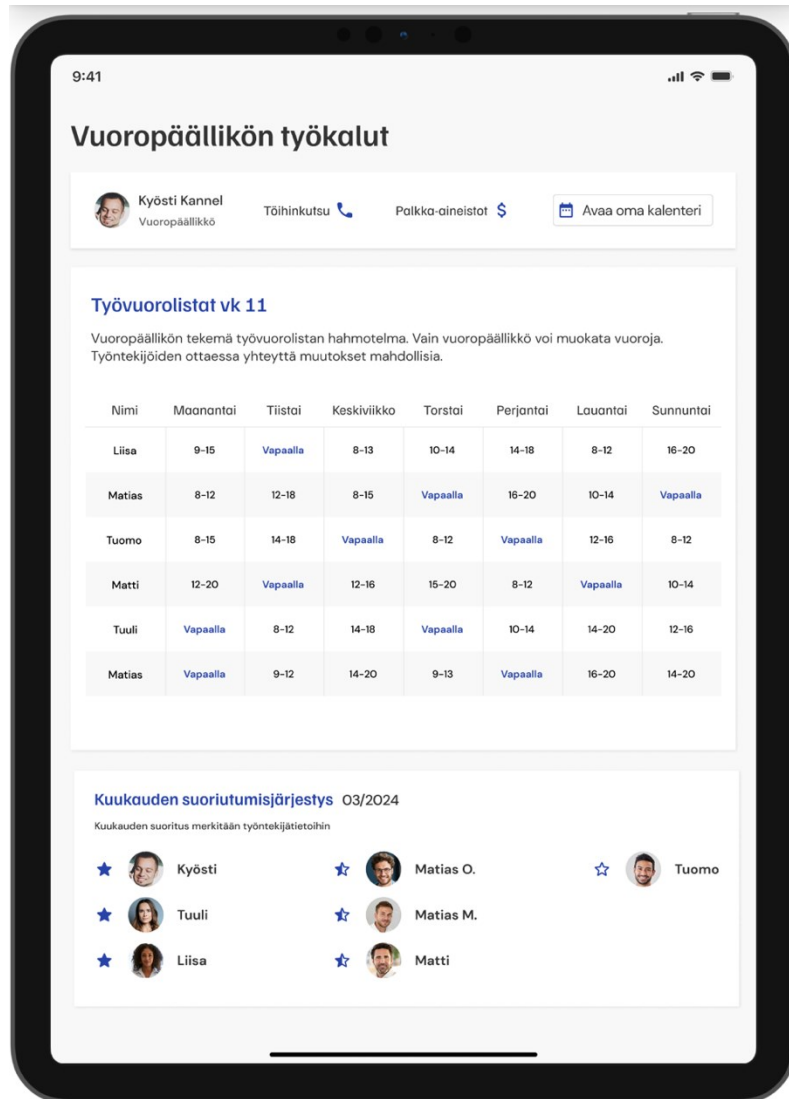 9:41
Vuoropäällikön työkalut
Kyösti Kannel
Vuoropäällikkö
Töihinkutsu
Palkka-aineistot $
Avaa oma kalenteri
Työvuorolistat vk 11
Vuoropäällikön tekemä työvuorolistan hahmotelma. Vain vuoropäällikkö voi muokata vuoroja.
Työntekijöiden ottaessa yhteyttä muutokset mahdollisia.
Nimi Maanantai Tiistai Keskiviikko Torstai Perjantai Lauantai Sunnuntai
Liisa 9-15 Vapaalla 8-13 10-14 14-18 8-12 16-20
Matias 8-12 12-18 8-15 Vapaalla 16-20 10-14 Vapaalla
Tuomo 8-15 14-18 Vapaalla 8-12 Vapaalla 12-16 8-12
Matti 12-20 Vapaalla 12-16 15-20 8-12 Vapaalla 10-14
Tuuli Vapaalla 8-12 14-18 Vapaalla 10-14 14-20 12-16
Matias Vapaalla 9-12 14-20 9-13 Vapaalla 16-20 14-20
Kuukauden suoriutumisjärjestys 03/2024
Kuukauden suoritus merkitään työntekijätietoihin
Kyösti Matias O. Tuomo
Tuuli Matias M.
Liisa Matti